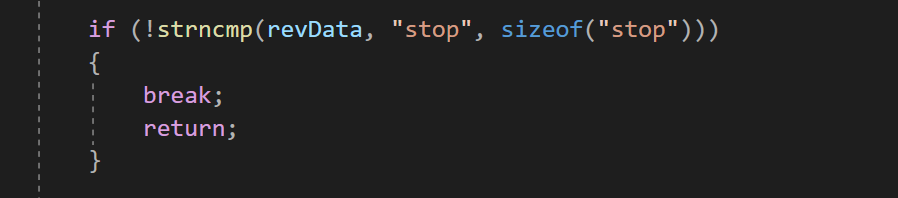 if (!strncmp(revData, "stop", sizeof("stop")))
{
break;
return;
}